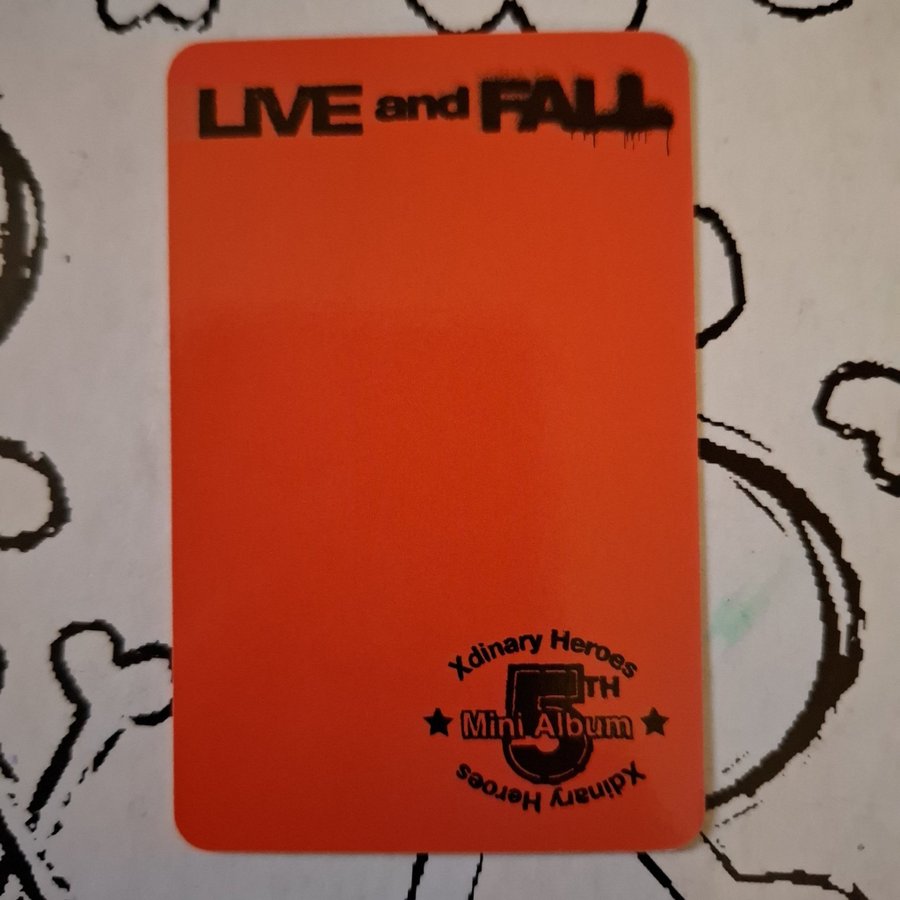 LIVE and FALL
Xdinary Heroes
5TH
Mini Album
Xdinary Heroes